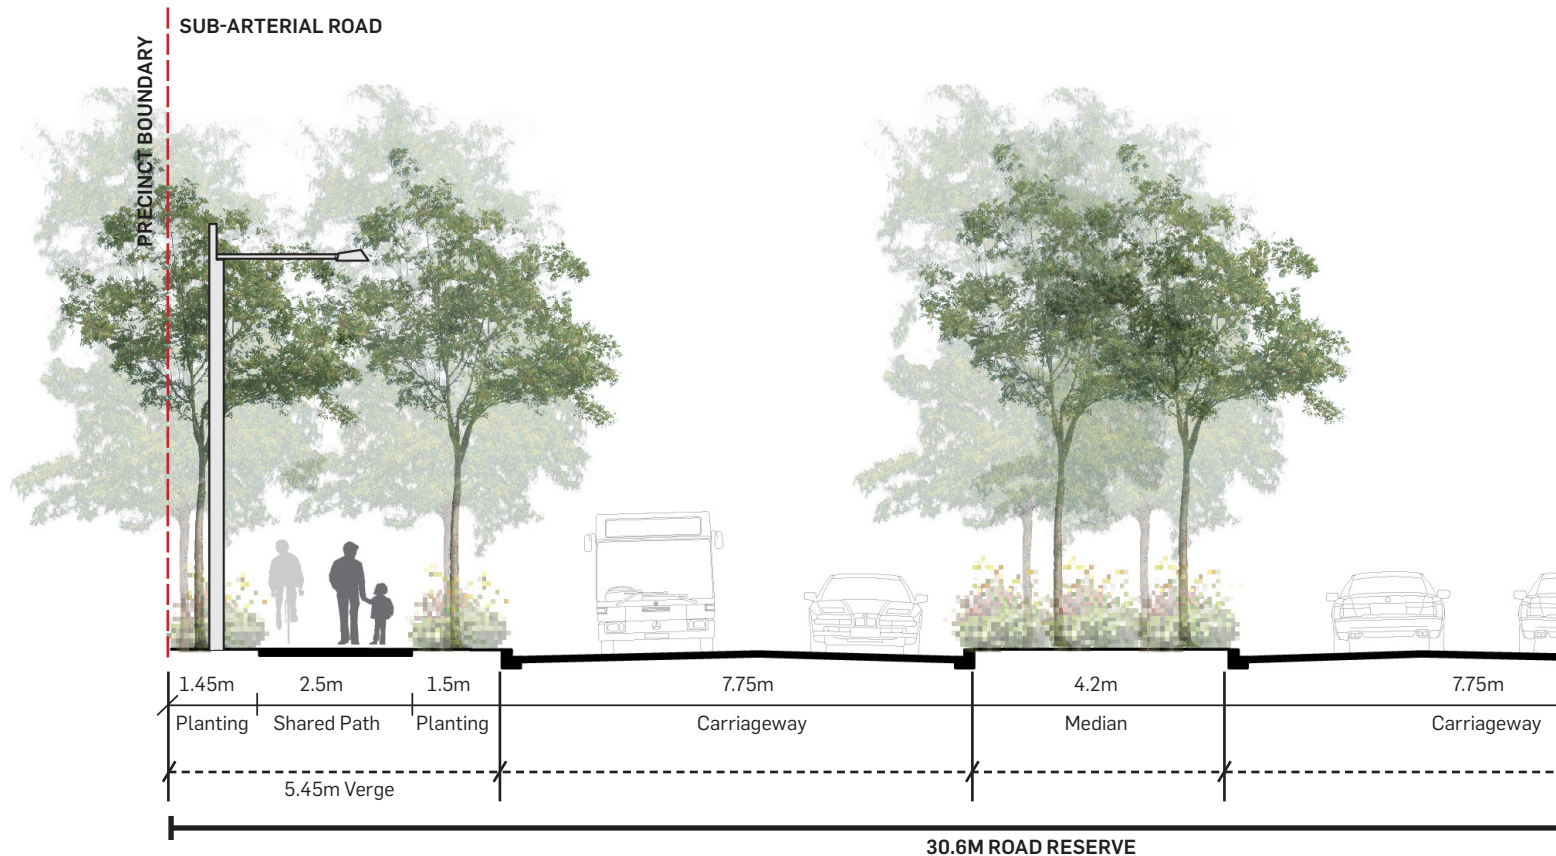 SUB-ARTERIAL ROAD
PRECINCT BOUNDARY
1.45m 2.5m 1.5m 7.75m 4.2m 7.75m
Planting Shared Path Planting Carriageway Median Carriageway
5.45m Verge
30.6M ROAD RESERVE